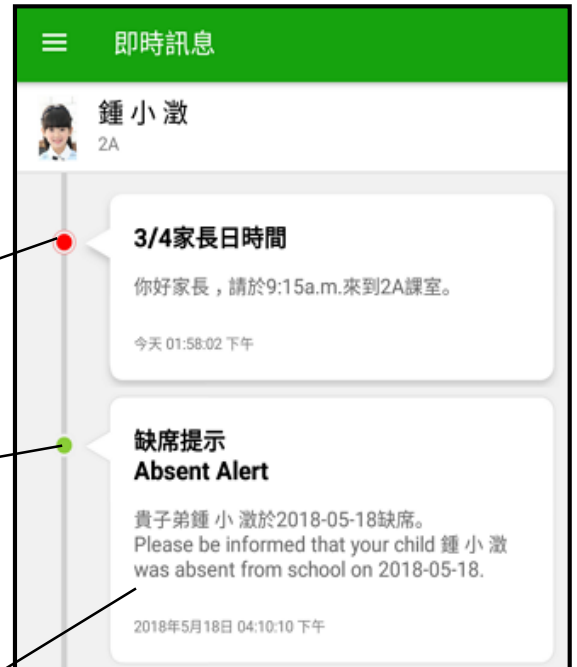 即時訊息
鍾 小 澂
2A
3/4家長日時間
你好家長，請於9:15a.m.來到2A課室。
今天 01:58:02 下午
缺席提示
Absent Alert
貴子弟鍾 小 澂於2018-05-18缺席。
Please be informed that your child 鍾 小 澂
was absent from school on 2018-05-18.
2018年5月18日 04:10:10 下午